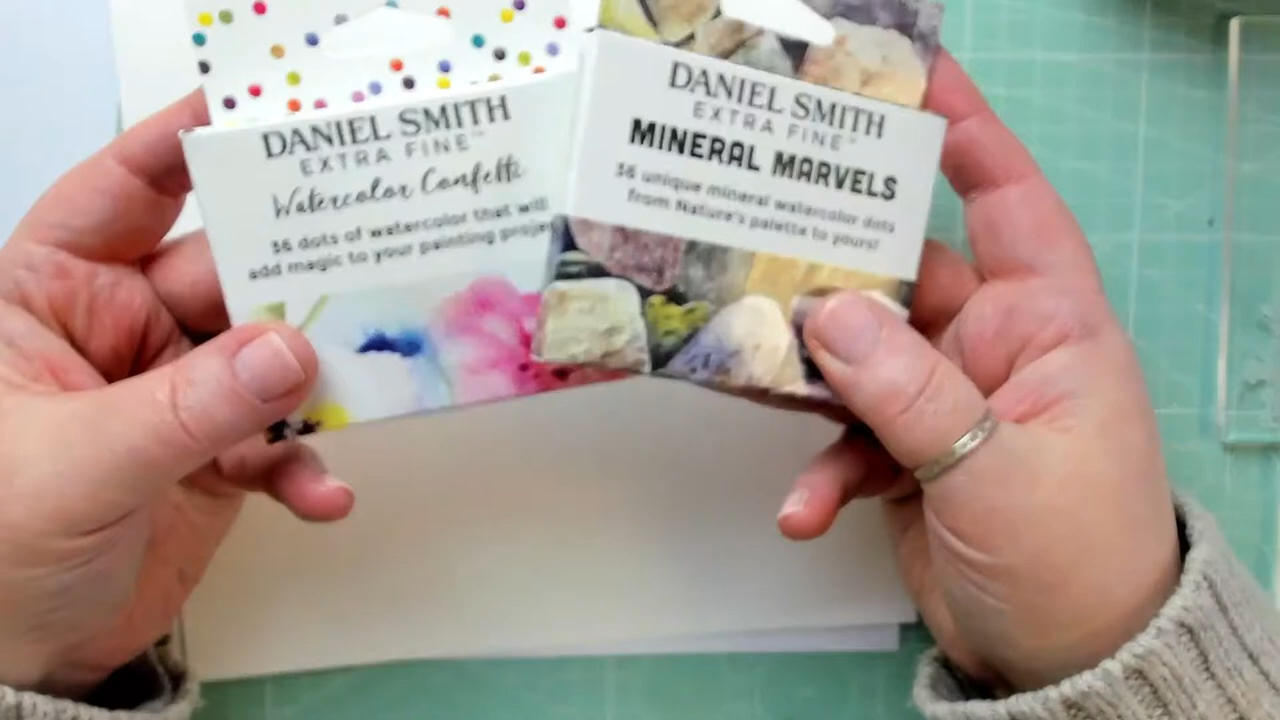 DANIEL SMITH
EXTRA FINE™
Watercolor Confetti
36 dots of watercolor that will
add magic to your painting projec
DANIEL SMITH
EXTRA FINE™
MINERAL MARVELS
36 unique mineral watercolor dots
from Nature's palette to yours!